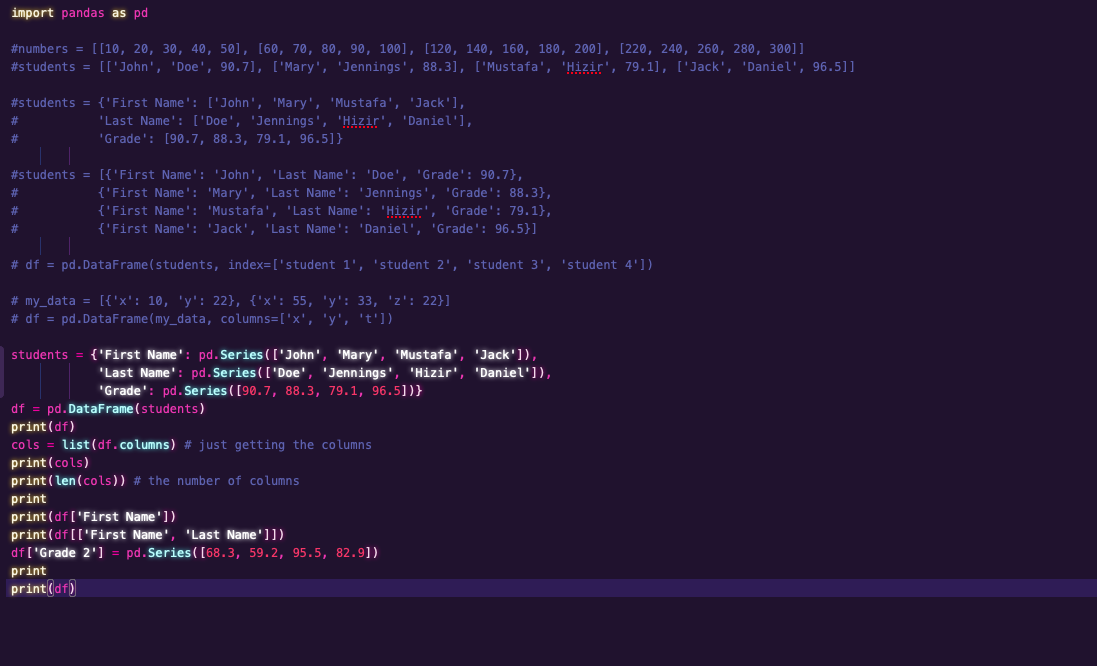 import pandas as pd
#numbers = [[10, 20, 30, 40, 50], [60, 70, 80, 90, 100], [120, 140, 160, 180, 200], [220, 240, 260, 280, 300]]
#students = [['John', 'Doe', 90.7], ['Mary', 'Jennings', 88.3], ['Mustafa', 'Hizir', 79.1], ['Jack', 'Daniel', 96.5]]
#students = {'First Name': ['John', 'Mary', 'Mustafa', 'Jack'],
#           'Last Name': ['Doe', 'Jennings', 'Hizir', 'Daniel'],
#           'Grade': [90.7, 88.3, 79.1, 96.5]}
#students = [{'First Name': 'John', 'Last Name': 'Doe', 'Grade': 90.7},
#           {'First Name': 'Mary', 'Last Name': 'Jennings', 'Grade': 88.3},
#           {'First Name': 'Mustafa', 'Last Name': 'Hizir', 'Grade': 79.1},
#           {'First Name': 'Jack', 'Last Name': 'Daniel', 'Grade': 96.5}]
# df = pd.DataFrame(students, index=['student 1', 'student 2', 'student 3', 'student 4'])
# my_data = [{'x': 10, 'y': 22}, {'x': 55, 'y': 33, 'z': 22}]
# df = pd.DataFrame(my_data, columns=['x', 'y', 't'])
students = {'First Name': pd.Series(['John', 'Mary', 'Mustafa', 'Jack']),
            'Last Name': pd.Series(['Doe', 'Jennings', 'Hizir', 'Daniel']),
            'Grade': pd.Series([90.7, 88.3, 79.1, 96.5])}
df = pd.DataFrame(students)
print(df)
cols = list(df.columns) # just getting the columns
print(cols)
print(len(cols)) # the number of columns
print
print(df['First Name'])
print(df[['First Name', 'Last Name']])
df['Grade 2'] = pd.Series([68.3, 59.2, 95.5, 82.9])
print
print(df)